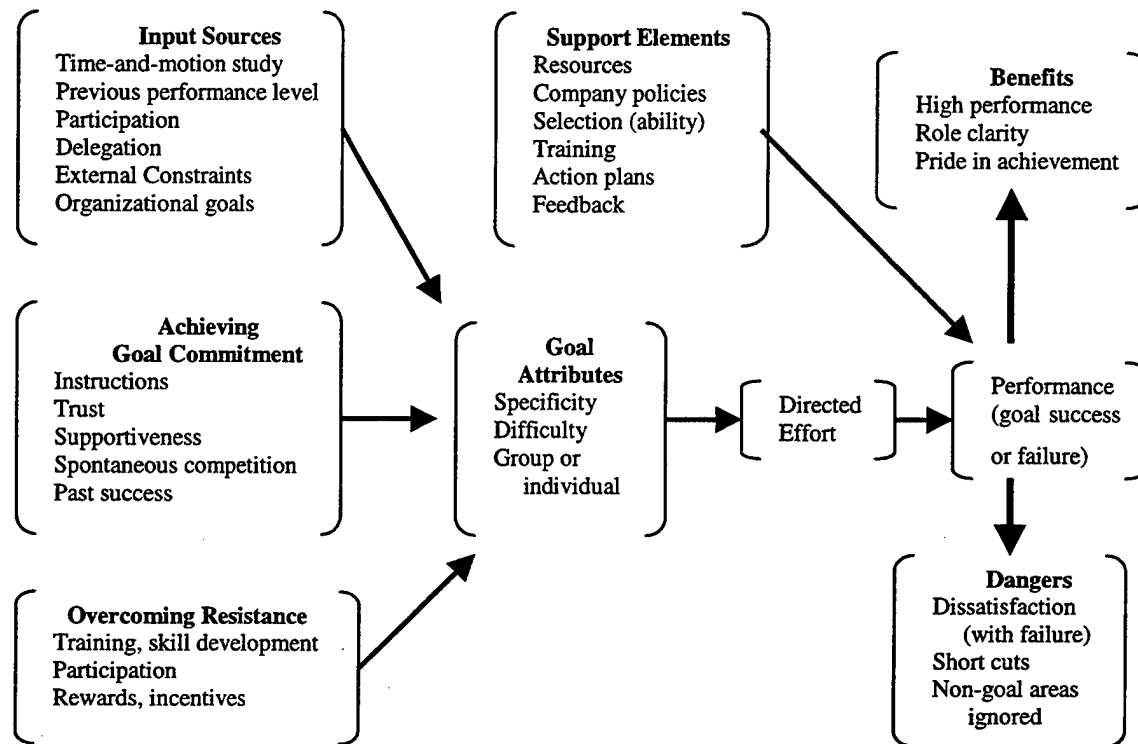 Input Sources
Time-and-motion study
Previous performance level
Participation
Delegation
External Constraints
Organizational goals
Support Elements
Resources
Company policies
Selection (ability)
Training
Action plans
Feedback
Benefits
High performance
Role clarity
Pride in achievement
Achieving
Goal Commitment
Instructions
Trust
Supportiveness
Spontaneous competition
Past success
Goal
Attributes
Specificity
Difficulty
Group or
individual
Directed
Effort
Performance
(goal success
or failure)
Overcoming Resistance
Training, skill development
Participation
Rewards, incentives
Dangers
Dissatisfaction
(with failure)
Short cuts
Non-goal areas
ignored